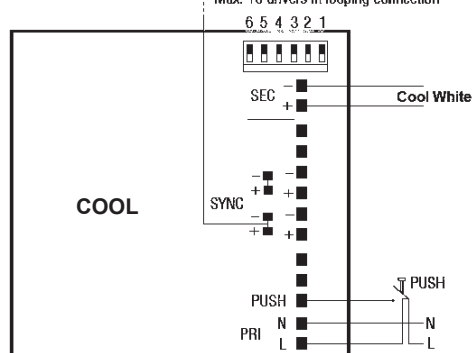 Max. 10 drivers in looping connection
6 5 4 3 2 1
SEC
-
+
Cool White
-
+
-
+
SYNC
-
+
-
+
COOL
PUSH
PUSH
PRI
N
N
L
L